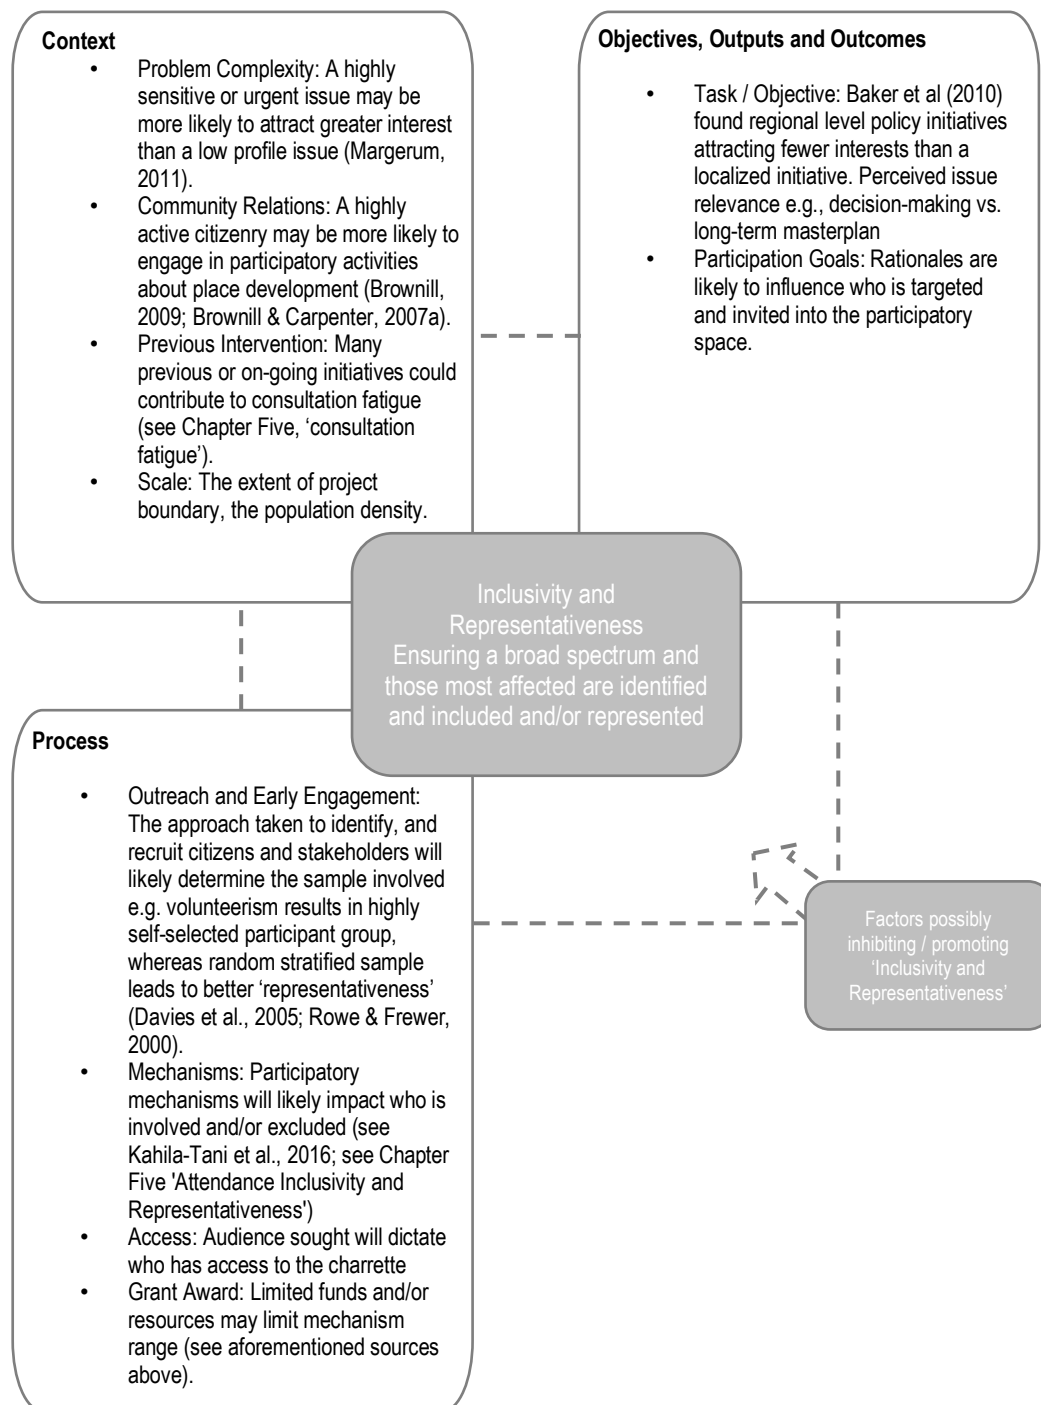 Context
• Problem Complexity: A highly
sensitive or urgent issue may be
more likely to attract greater interest
than a low profile issue (Margerum,
2011).
• Community Relations: A highly
active citizenry may be more likely to
engage in participatory activities
about place development (Brownill,
2009; Brownill & Carpenter, 2007a).
• Previous Intervention: Many
previous or on-going initiatives could
contribute to consultation fatigue
(see Chapter Five, ‘consultation
fatigue’).
• Scale: The extent of project
boundary, the population density.
Objectives, Outputs and Outcomes
• Task / Objective: Baker et al (2010)
found regional level policy initiatives
attracting fewer interests than a
localized initiative. Perceived issue
relevance e.g., decision-making vs.
long-term masterplan
• Participation Goals: Rationales are
likely to influence who is targeted
and invited into the participatory
space.
Inclusivity and
Representativeness
Ensuring a broad spectrum and
those most affected are identified
and included and/or represented
Process
• Outreach and Early Engagement:
The approach taken to identify, and
recruit citizens and stakeholders will
likely determine the sample involved
e.g. volunteerism results in highly
self-selected participant group,
whereas random stratified sample
leads to better ‘representativeness’
(Davies et al., 2005; Rowe & Frewer,
2000).
• Mechanisms: Participatory
mechanisms will likely impact who is
involved and/or excluded (see
Kahila-Tani et al., 2016; see Chapter
Five 'Attendance Inclusivity and
Representativeness')
• Access: Audience sought will dictate
who has access to the charrette
• Grant Award: Limited funds and/or
resources may limit mechanism
range (see aforementioned sources
above).
Factors possibly
inhibiting / promoting
‘Inclusivity and
Representativeness’